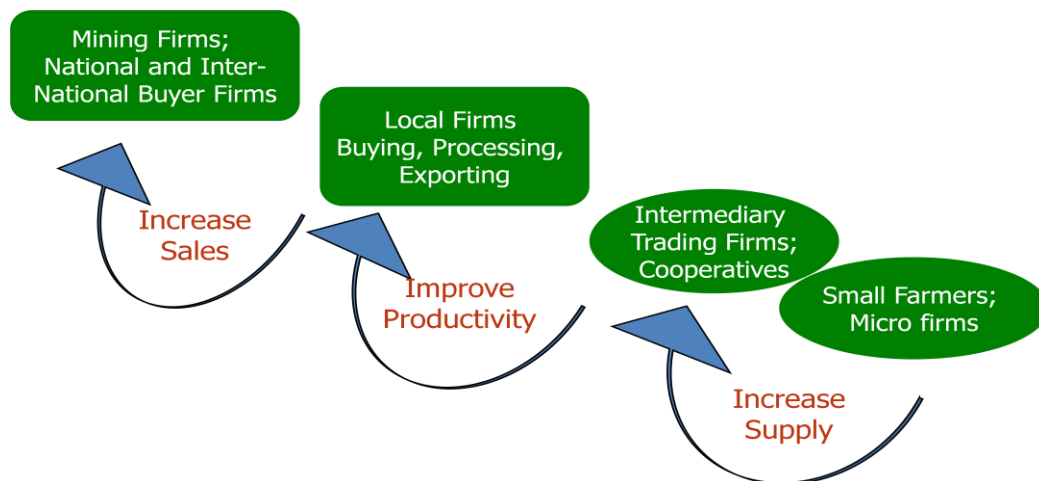 Mining Firms;
National and Inter-
National Buyer Firms
Local Firms
Buying, Processing,
Exporting
Increase
Sales
Intermediary
Trading Firms;
Cooperatives
Improve
Productivity
Small Farmers;
Micro firms
Increase
Supply